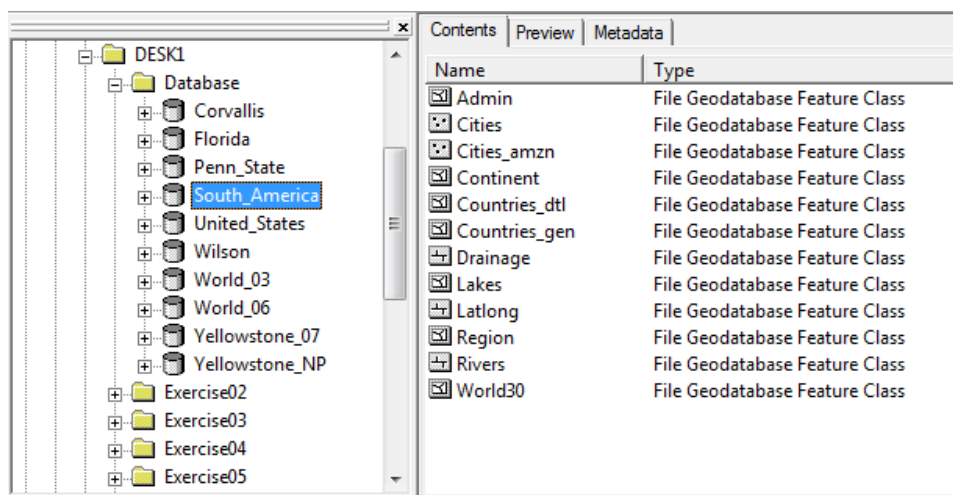 DESK1
Database
Corvallis
Florida
Penn_State
South_America
United_States
Wilson
World_03
World_06
Yellowstone_07
Yellowstone_NP
Exercise02
Exercise03
Exercise04
Exercise05
Contents Preview Metadata
Name Type
Admin File Geodatabase Feature Class
Cities File Geodatabase Feature Class
Cities_amzn File Geodatabase Feature Class
Continent File Geodatabase Feature Class
Countries_dtl File Geodatabase Feature Class
Countries_gen File Geodatabase Feature Class
Drainage File Geodatabase Feature Class
Lakes File Geodatabase Feature Class
Latlong File Geodatabase Feature Class
Region File Geodatabase Feature Class
Rivers File Geodatabase Feature Class
World30 File Geodatabase Feature Class